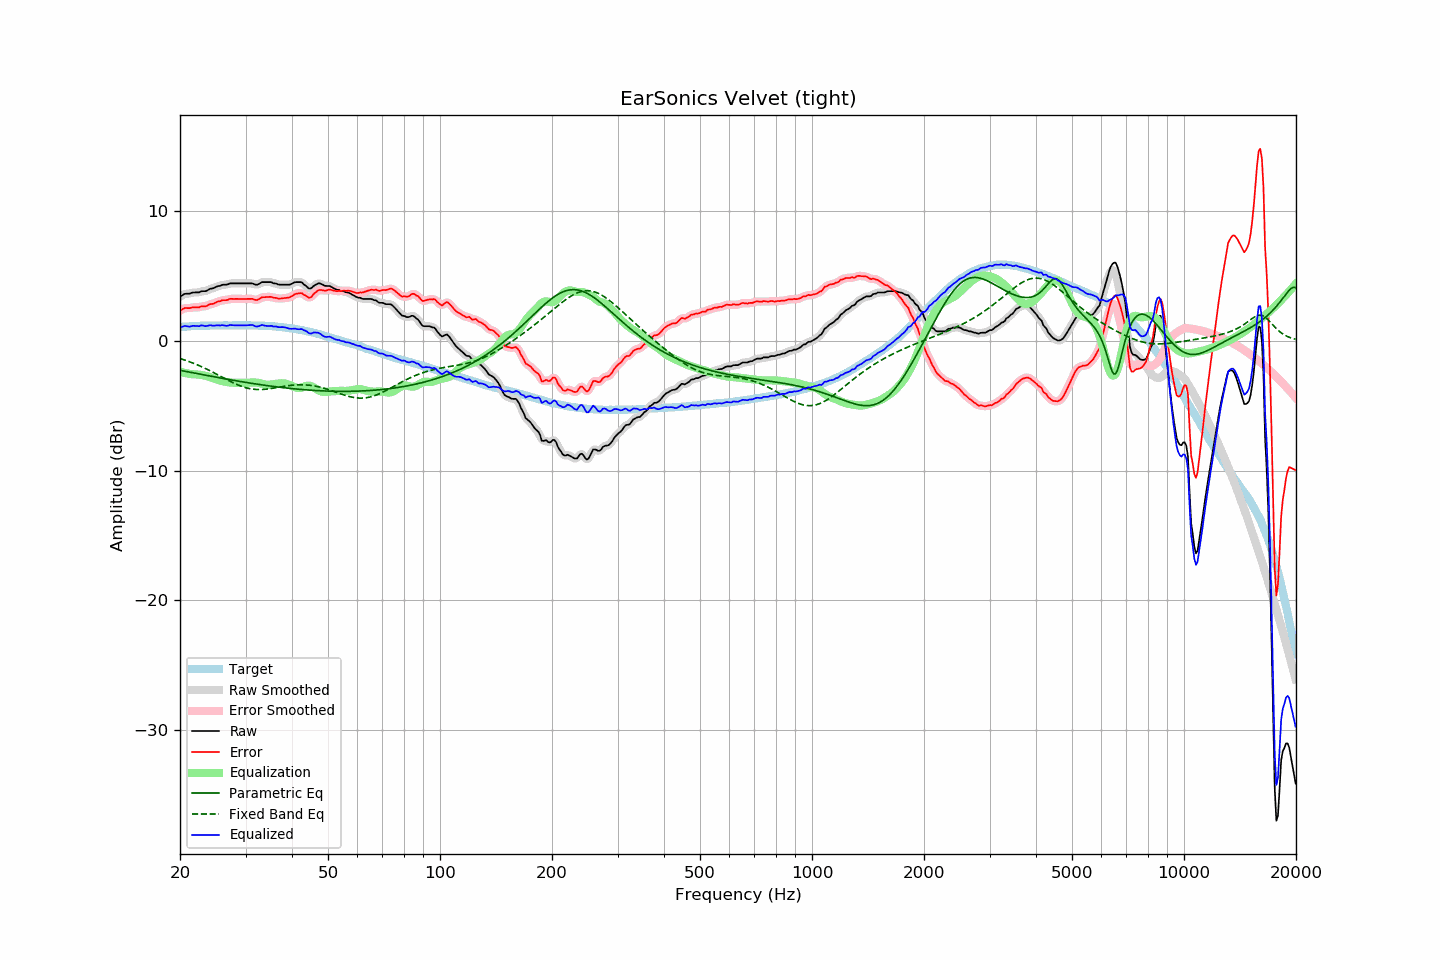 EarSonics Velvet (tight)
Amplitude (dBr)
10
0
−10
−20
−30
Target
Raw Smoothed
Error Smoothed
Raw
Error
Equalization
Parametric Eq
Fixed Band Eq
Equalized
20 50 100 200 500 1000 2000 5000 10000 20000
Frequency (Hz)